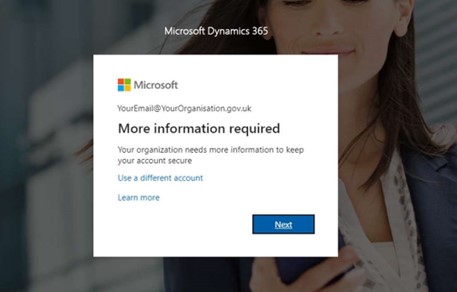 Microsoft Dynamics 365
Microsoft
YourEmail@YourOrganisation.gov.uk
More information required
Your organization needs more information to keep
your account secure
Use a different account
Learn more
Next